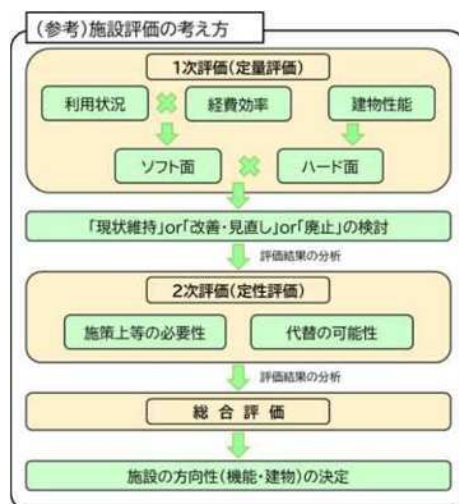 (参考)施設評価の考え方
1次評価(定量評価)
利用状況 経費効率 建物性能
ソフト面 ハード面
「現状維持」or「改善・見直し」or「廃止」の検討
評価結果の分析
2次評価(定性評価)
施策上等の必要性 代替の可能性
評価結果の分析
総合評価
施設の方向性(機能・建物)の決定